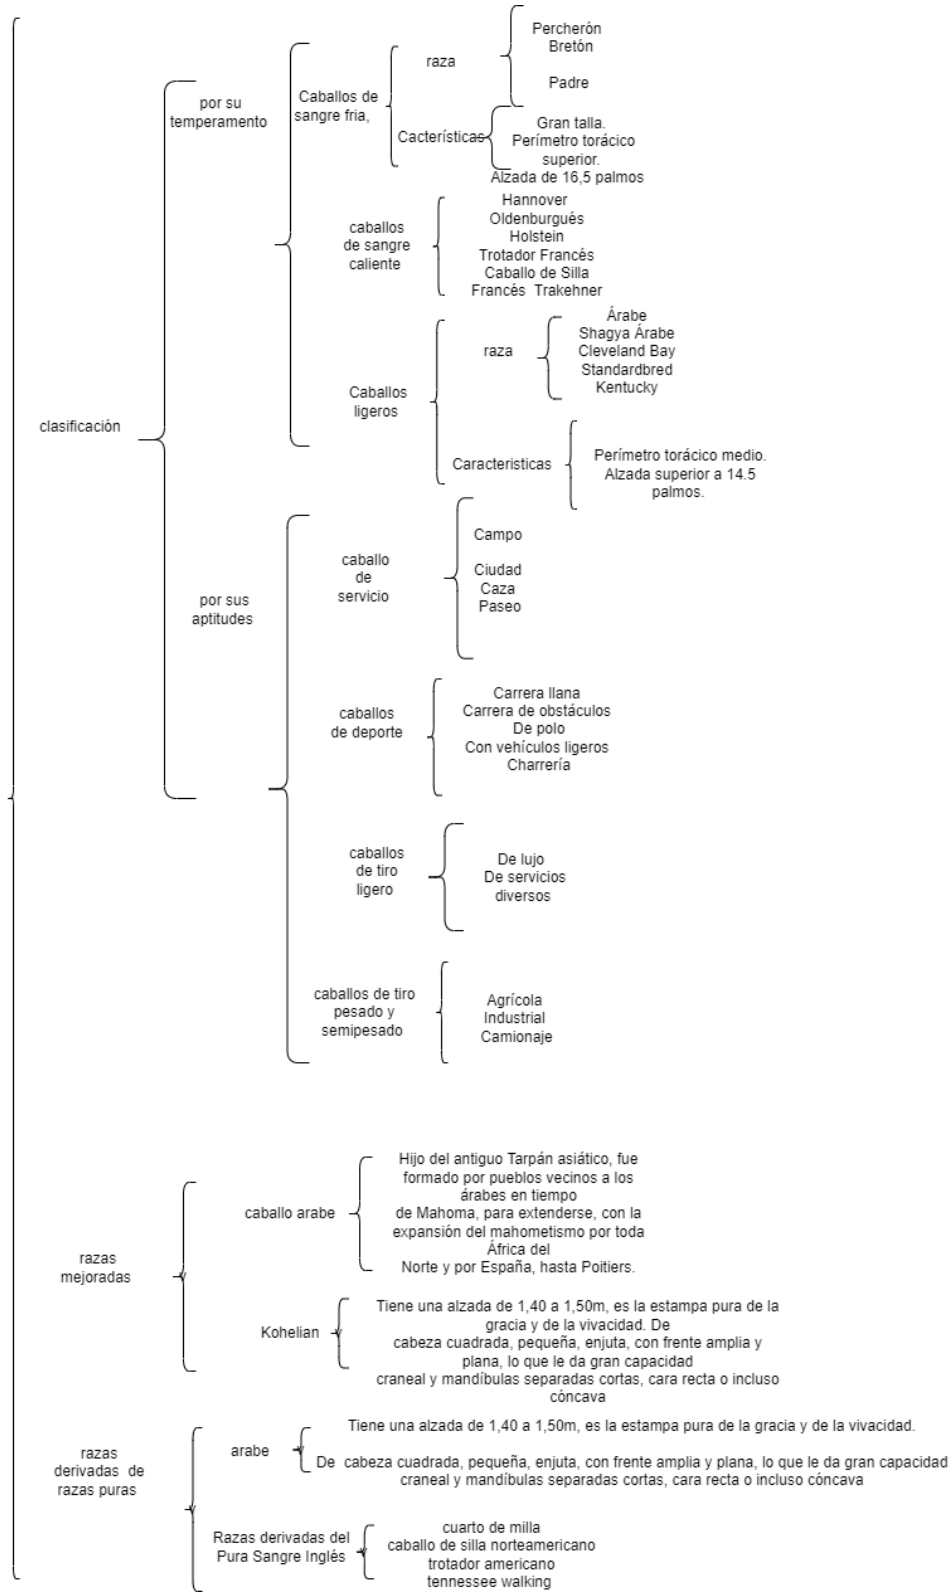 clasificación
por su
temperamento
Caballos de
sangre fria,
raza
Percherón
Bretón
Padre
Cacterísticas
Gran talla.
Perímetro torácico
superior.
Alzada de 16,5 palmos
caballos
de sangre
caliente
Hannover
Oldenburgués
Holstein
Trotador Francés
Caballo de Silla
Francés  Trakehner
Caballos
ligeros
raza
Árabe
Shagya Árabe
Cleveland Bay
Standardbred
Kentucky
Caracteristicas
Perímetro torácico medio.
Alzada superior a 14.5
palmos.
por sus
aptitudes
caballo
de
servicio
Campo
Ciudad
Caza
Paseo
caballos
de deporte
Carrera llana
Carrera de obstáculos
De polo
Con vehículos ligeros
Charrería
caballos
de tiro
ligero
De lujo
De servicios
diversos
caballos de tiro
pesado y
semipesado
Agrícola
Industrial
Camionaje
razas
mejoradas
caballo arabe
Hijo del antiguo Tarpán asiático, fue
formado por pueblos vecinos a los
árabes en tiempo
de Mahoma, para extenderse, con la
expansión del mahometismo por toda
África del
Norte y por España, hasta Poitiers.
Kohelian
Tiene una alzada de 1,40 a 1,50m, es la estampa pura de la
gracia y de la vivacidad. De
cabeza cuadrada, pequeña, enjuta, con frente amplia y
plana, lo que le da gran capacidad
craneal y mandíbulas separadas cortas, cara recta o incluso
cóncava
razas
derivadas  de
razas puras
arabe
Tiene una alzada de 1,40 a 1,50m, es la estampa pura de la gracia y de la vivacidad.
De  cabeza cuadrada, pequeña, enjuta, con frente amplia y plana, lo que le da gran capacidad
craneal y mandíbulas separadas cortas, cara recta o incluso cóncava
Razas derivadas del
Pura Sangre Inglés
cuarto de milla
caballo de silla norteamericano
trotador americano
tennessee walking